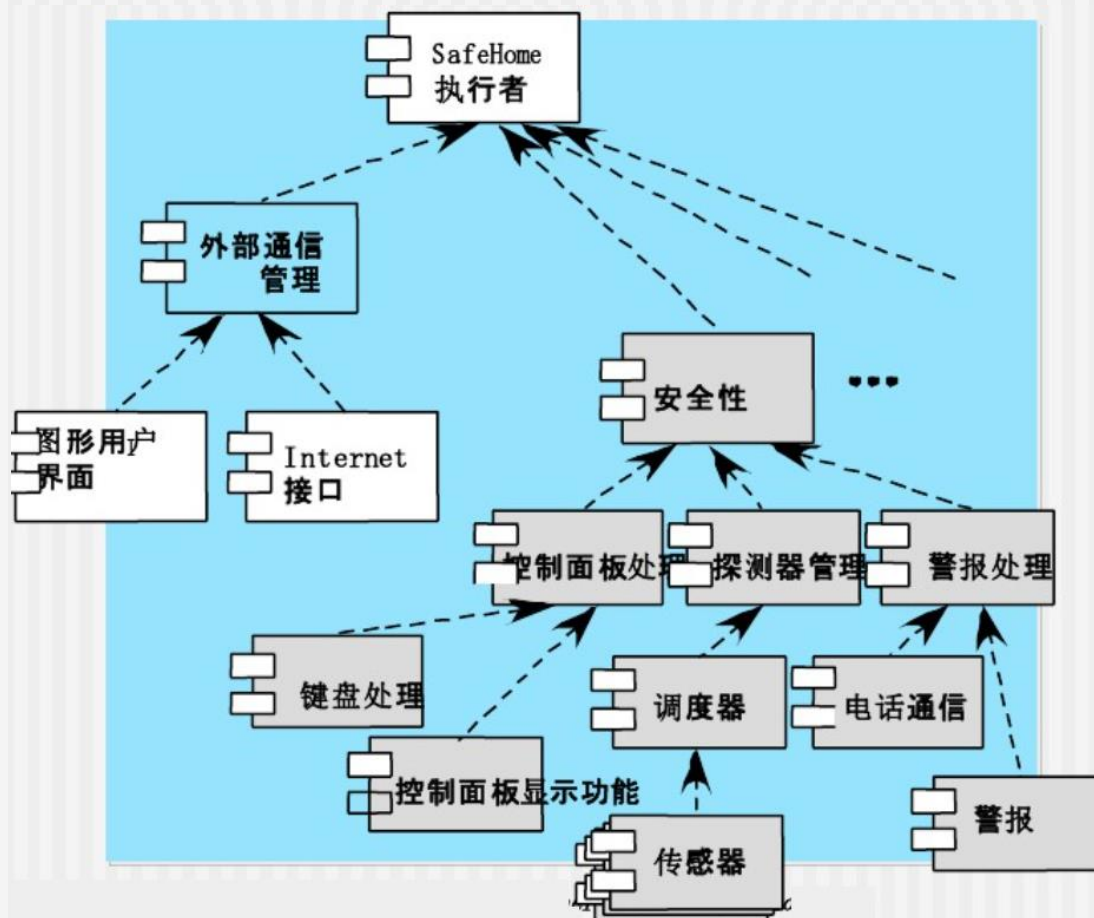 SafeHome
执行者
外部通信
管理
安全性
图形用户
界面
Internet
接口
控制面板处理
探测器管理
警报处理
键盘处理
调度器
电话通信
控制面板显示功能
警报
传感器